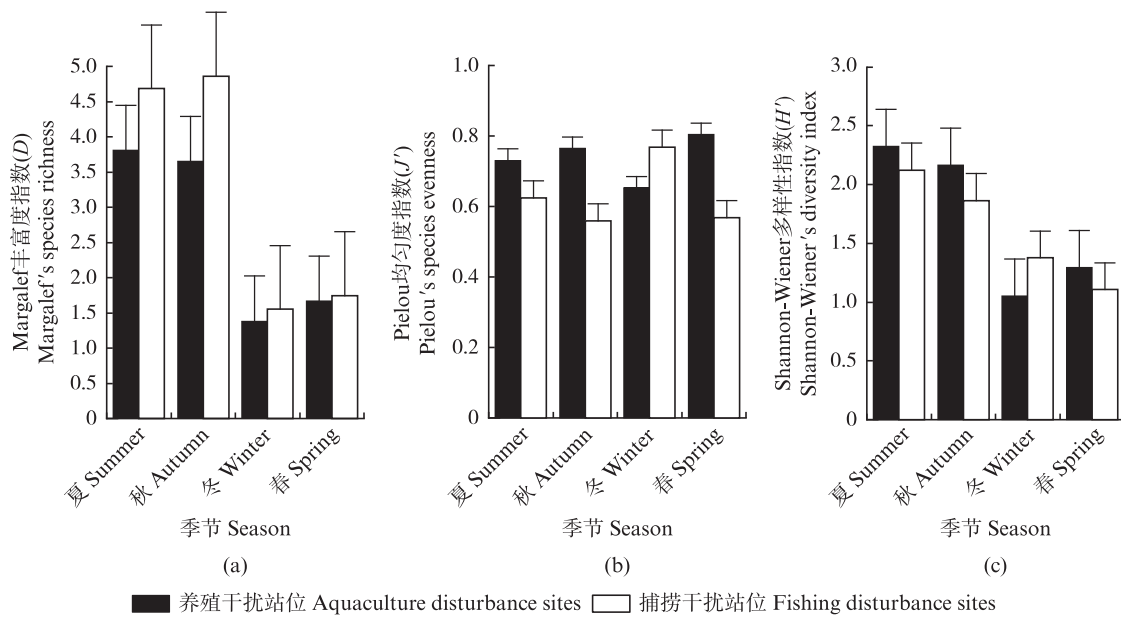 Margalef丰富度指数(D)
Margalef′s species richness
5.0
4.5
4.0
3.5
3.0
2.5
2.0
1.5
1.0
0.5
0
夏 Summer
秋 Autumn
冬 Winter
春 Spring
季节 Season
(a)
Pielou均匀度指数(J′)
Pielou′s species evenness
1.0
0.8
0.6
0.4
0.2
0
夏 Summer
秋 Autumn
冬 Winter
春 Spring
季节 Season
(b)
Shannon-Wiener多样性指数(H′)
Shannon-Wiener′s diversity index
3.0
2.5
2.0
1.5
1.0
0.5
0
夏 Summer
秋 Autumn
冬 Winter
春 Spring
季节 Season
(c)
养殖干扰站位 Aquaculture disturbance sites
捕捞干扰站位 Fishing disturbance sites